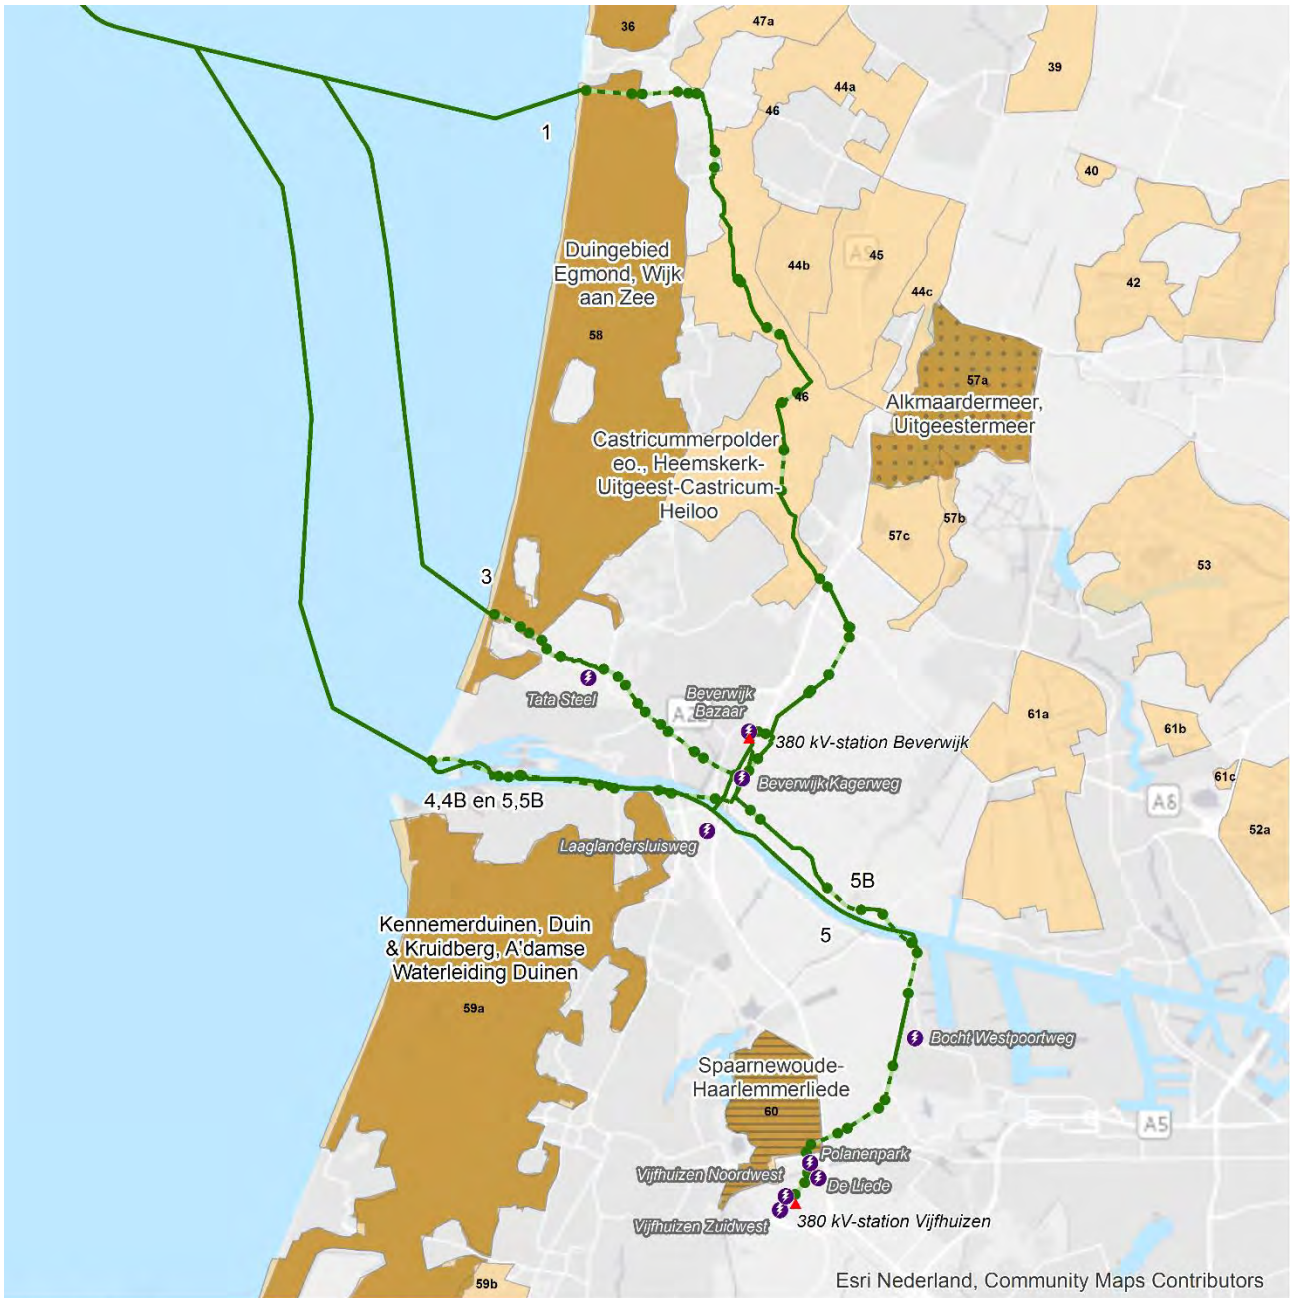 36
47a
39
44a
46
1
40
Duingebied
Egmond, Wijk
aan Zee
44b
A9
45
44c
42
58
57a
Alkmaardermeer,
Uitgeestermeer
46
Castricummerpolder
eo., Heemskerk-
Uitgeest-Castricum-
Heiloo
57b
57c
53
3
Tata Steel
Beverwijk
Bazaar
A22
61a
61b
380 kV-station Beverwijk
61c
Beverwijk Kagerweg
4,4B en 5,5B
A8
52a
Laaglandersluisweg
5B
5
Kennemerduinen, Duin
& Kruidberg, A'damse
Waterleiding Duinen
59a
Bocht Westpoortweg
Spaarnewoude-
Haarlemmerliede
60
A5
Polanenpark
Vijfhuizen Noordwest
De Liede
Vijfhuizen Zuidwest
380 kV-station Vijfhuizen
59b
Esri Nederland, Community Maps Contributors